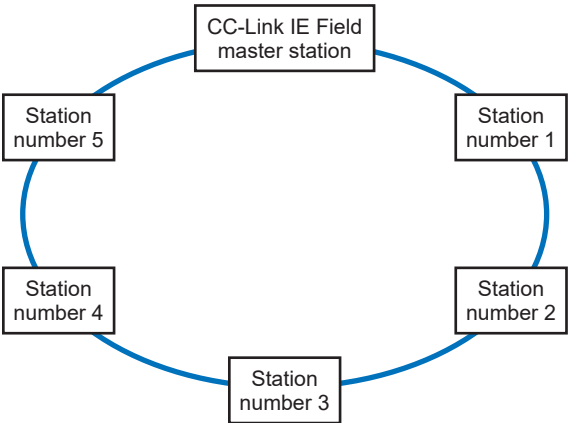 CC-Link IE Field
master station
Station
number 5
Station
number 1
Station
number 4
Station
number 2
Station
number 3